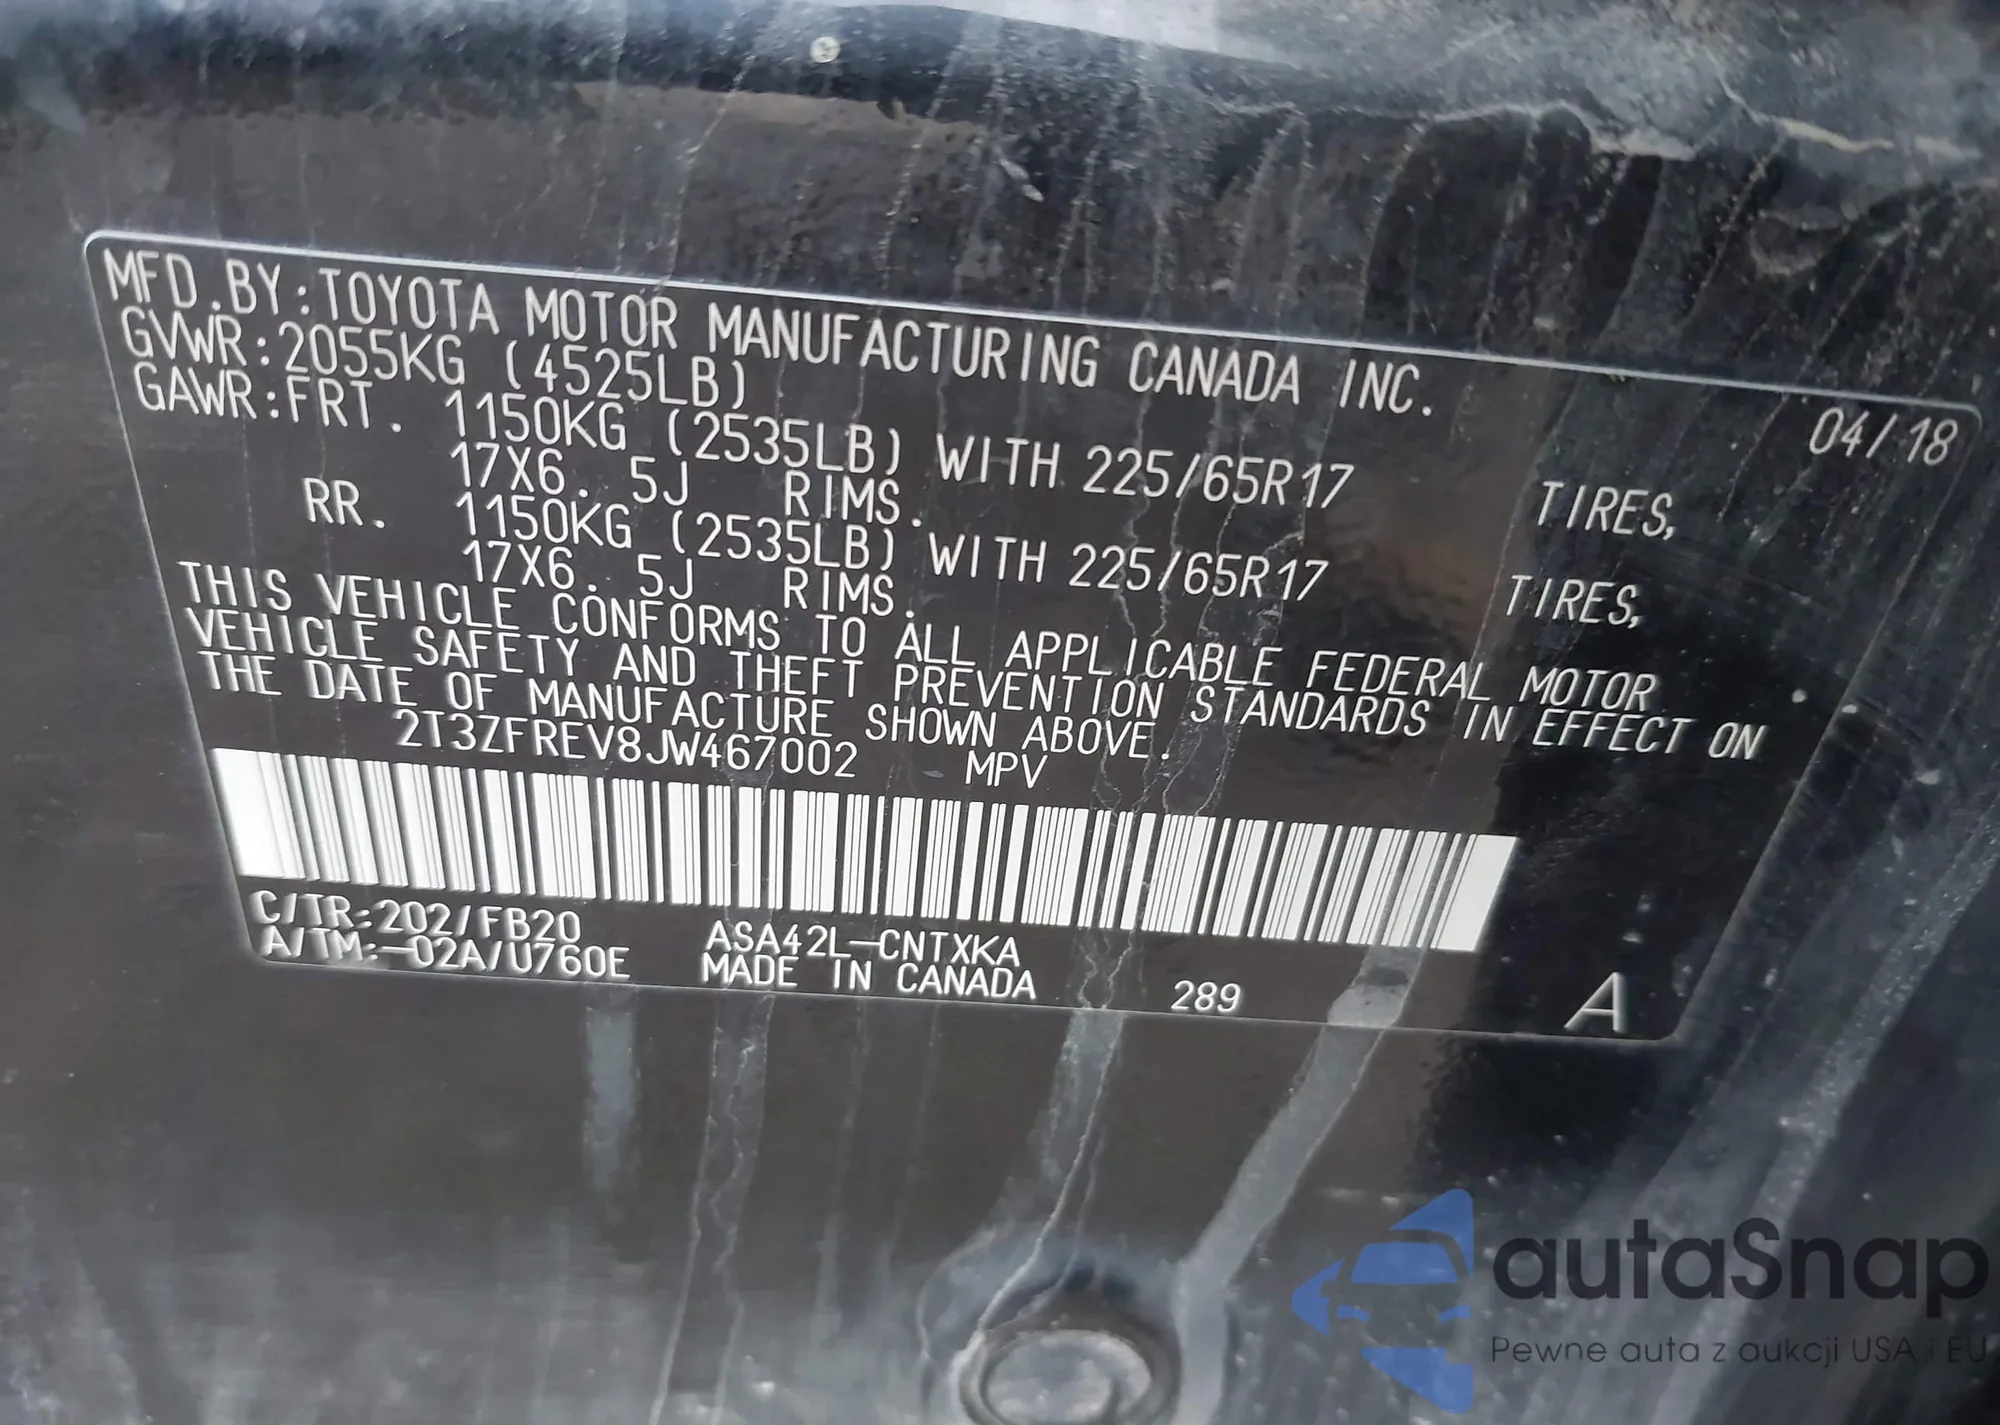 MFD.BY:TOYOTA MOTOR MANUFACTURING CANADA INC. 04/18
GVWR:2055KG (4525LB)
GAWR:FRT. 1150KG (2535LB) WITH 225/65R17 TIRES,
17X6.5J RIMS.
RR. 1150KG (2535LB) WITH 225/65R17 TIRES,
17X6.5J RIMS.
THIS VEHICLE CONFORMS TO ALL APPLICABLE FEDERAL MOTOR
VEHICLE SAFETY AND THEFT PREVENTION STANDARDS IN EFFECT ON
THE DATE OF MANUFACTURE SHOWN ABOVE.
2T3ZFREV8JW467002 MPV
C/TR:202/FB20 ASA42L-CNTXKA
A/TM:-02A/U760E MADE IN CANADA 289 A
autaSnap
Pewne auta z aukcji USA i EU